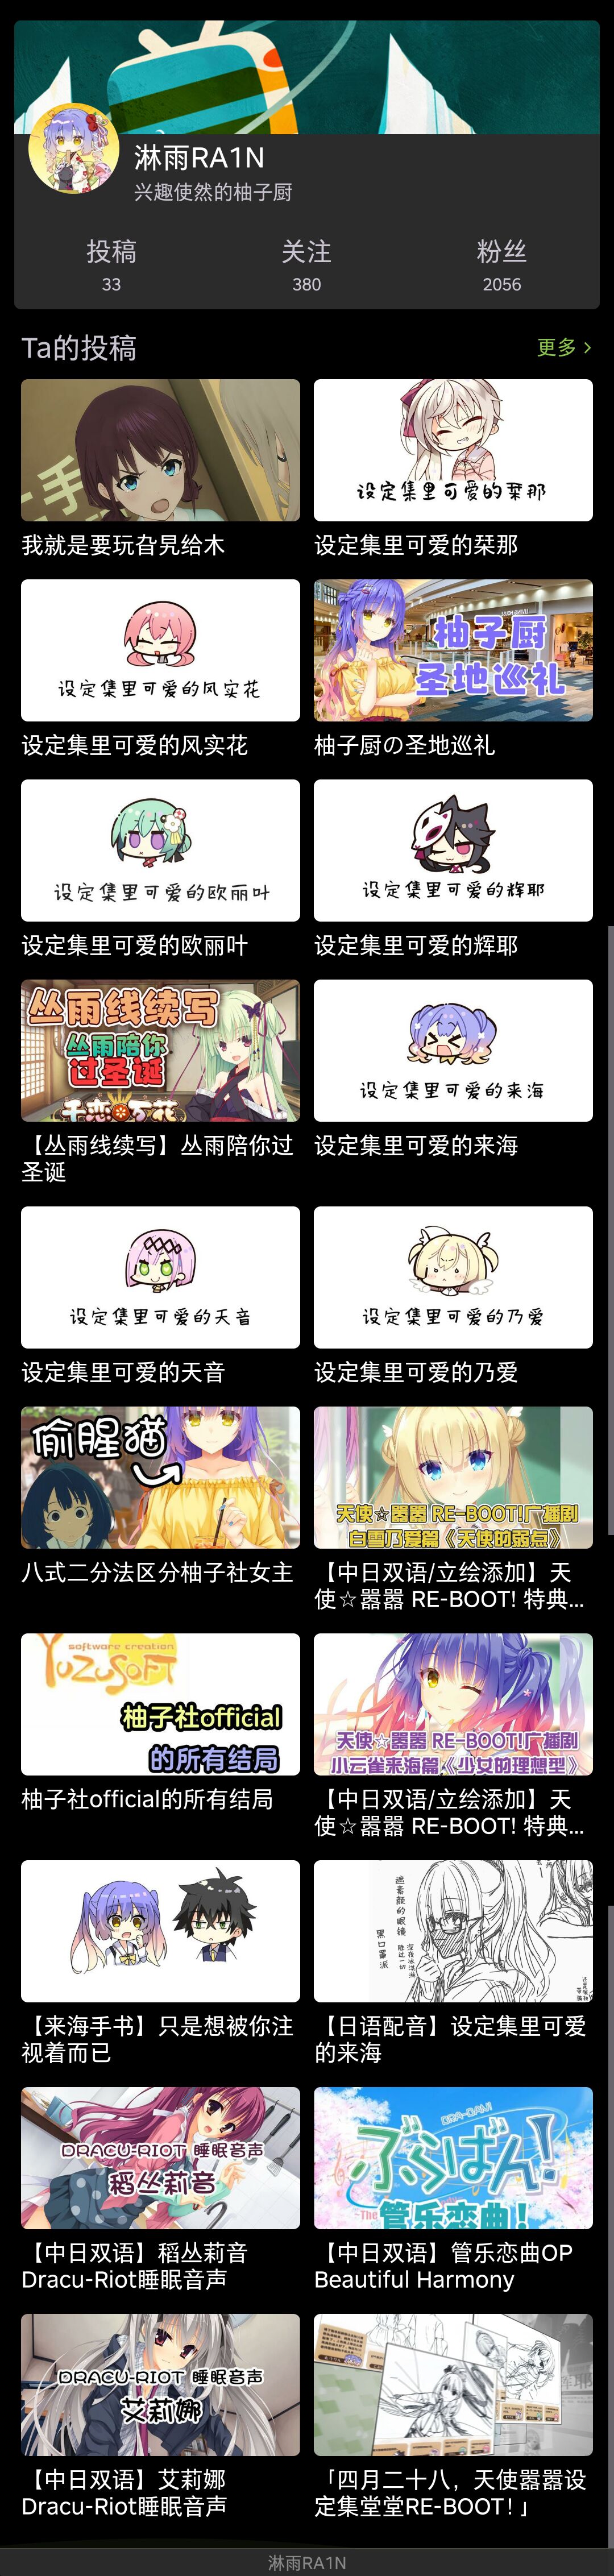 淋雨RA1N
兴趣使然的柚子厨
投稿 关注 粉丝
33 380 2056
Ta的投稿 更多 >
设定集里可爱的栞那
我就是要玩旮旯给木
设定集里可爱的栞那
设定集里可爱的风实花
柚子厨
圣地巡礼
设定集里可爱的风实花
柚子厨の圣地巡礼
设定集里可爱的欧丽叶
设定集里可爱的辉耶
设定集里可爱的欧丽叶
设定集里可爱的辉耶
丛雨线续写
丛雨陪你
过圣诞
千恋万花
设定集里可爱的来海
【丛雨线续写】丛雨陪你过
圣诞
设定集里可爱的来海
设定集里可爱的天音
设定集里可爱的乃爱
设定集里可爱的天音
设定集里可爱的乃爱
偷腥猫
天使☆嚣嚣 RE-BOOT!广播剧
白雪乃爱篇《天使的弱点》
八式二分法区分柚子社女主
【中日双语/立绘添加】天
使☆嚣嚣 RE-BOOT! 特典...
software creation
YUZUSOFT
柚子社official
的所有结局
天使☆嚣嚣 RE-BOOT!广播剧
小云雀来海篇《少女的理想型》
柚子社official的所有结局
【中日双语/立绘添加】天
使☆嚣嚣 RE-BOOT! 特典...
遮素颜的眼镜
黑口罩派
【来海手书】只是想被你注
视着而已
【日语配音】设定集里可爱
的来海
DRACU-RIOT 睡眠音声
稻丛莉音
ぶらばん!
The
管乐恋曲!
【中日双语】稻丛莉音
Dracu-Riot睡眠音声
【中日双语】管乐恋曲OP
Beautiful Harmony
DRACU-RIOT 睡眠音声
艾莉娜
【中日双语】艾莉娜
Dracu-Riot睡眠音声
「四月二十八，天使嚣嚣设
定集堂堂RE-BOOT！」
淋雨RA1N